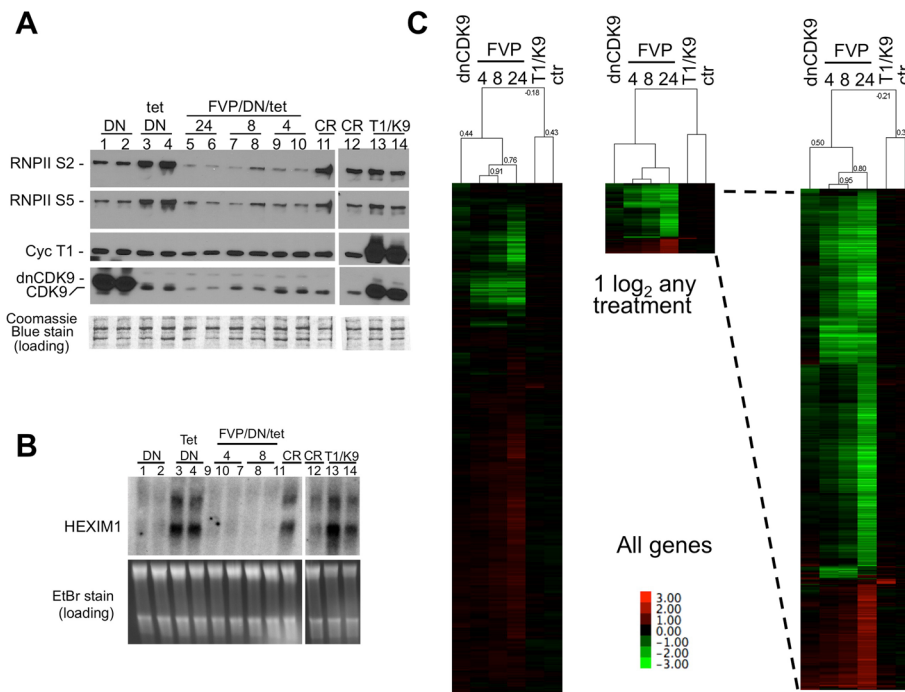 A
tet FVP/DN/tet
DN DN 24 8 4 CR CR T1/K9
1 2 3 4 5 6 7 8 9 10 11 12 13 14
RNPII S2 -
RNPII S5 -
Cyc T1 -
dnCDK9 -
CDK9
Coomassie
Blue stain
(loading)
B
Tet FVP/DN/tet
DN DN 4 8 CR CR T1/K9
1 2 3 4 9 10 7 8 11 12 13 14
HEXIM1
EtBr stain
(loading)
C
dnCDK9 FVP T1/K9 ctr
4 8 24
-0.18
0.44 0.43
0.76
0.91
dnCDK9 FVP T1/K9 ctr
4 8 24
1 log2 any
treatment
dnCDK9 FVP T1/K9 ctr
4 8 24
-0.21
0.50
0.80
0.95
All genes
3.00
2.00
1.00
0.00
-1.00
-2.00
-3.00